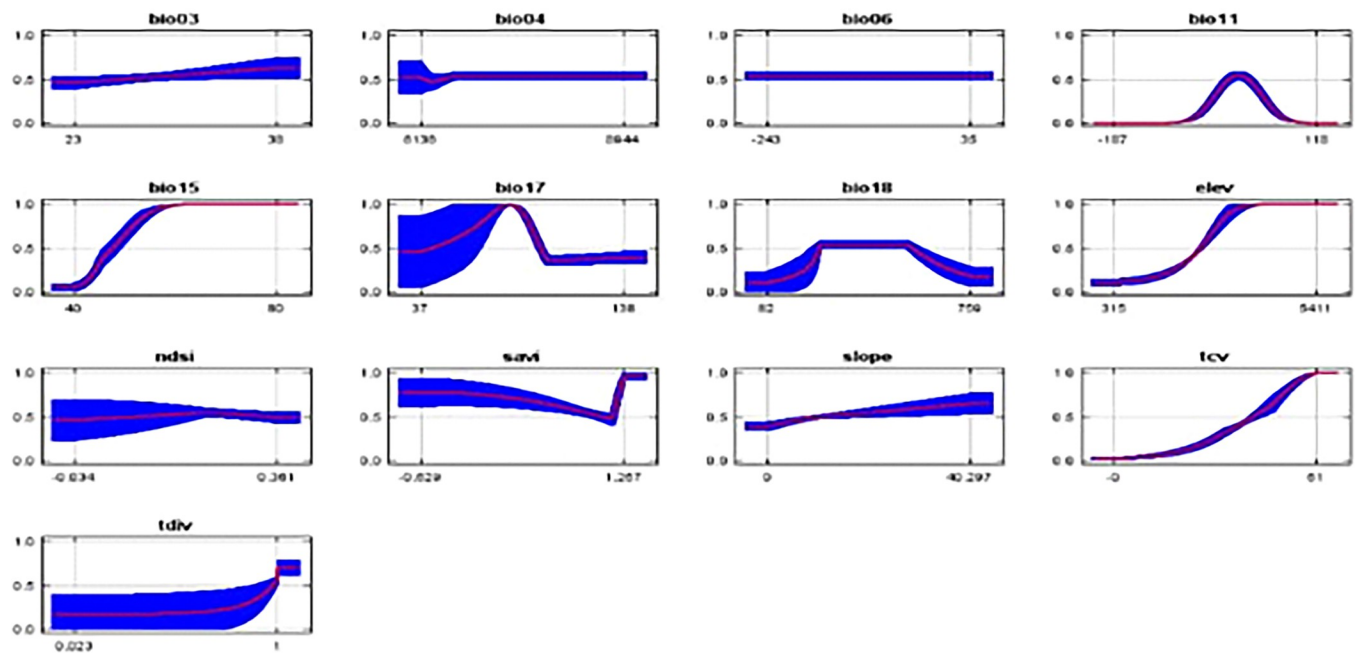 bio03 bio04 bio06 bio11
1.0 1.0 1.0 1.0
0.5 0.5 0.5 0.5
0.0 0.0 0.0 0.0
23 38 6136 8944 -243 35 -187 118
bio15 bio17 bio18 elev
1.0 1.0 1.0 1.0
0.5 0.5 0.5 0.5
0.0 0.0 0.0 0.0
40 80 37 138 82 759 315 5411
ndsi savi slope tcv
1.0 1.0 1.0 1.0
0.5 0.5 0.5 0.5
0.0 0.0 0.0 0.0
0.361 1.267 0 40.297 -0 61
tdiv
1.0
0.5
0.0
0.023 1